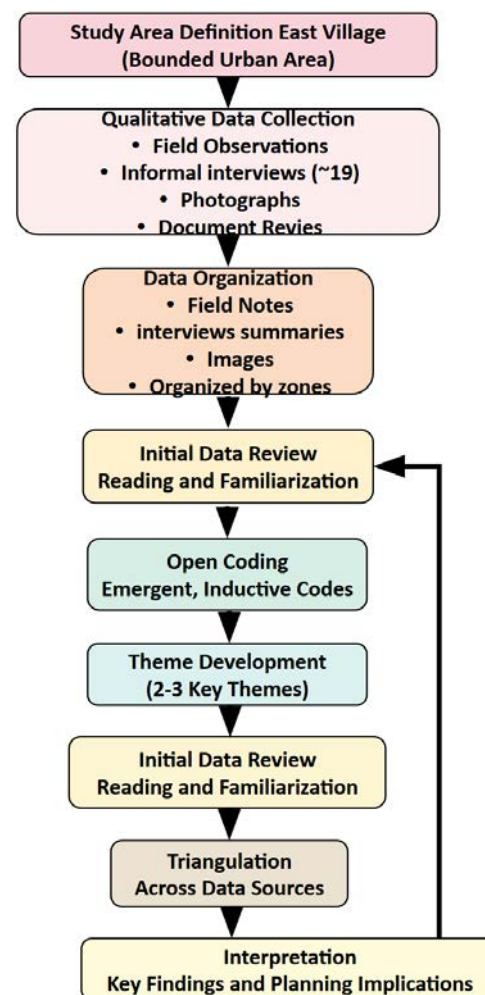 Study Area Definition East Village
(Bounded Urban Area)
Qualitative Data Collection
• Field Observations
• Informal interviews (~19)
• Photographs
• Document Revies
Data Organization
• Field Notes
• interviews summaries
• Images
• Organized by zones
Initial Data Review
Reading and Familiarization
Open Coding
Emergent, Inductive Codes
Theme Development
(2-3 Key Themes)
Initial Data Review
Reading and Familiarization
Triangulation
Across Data Sources
Interpretation
Key Findings and Planning Implications